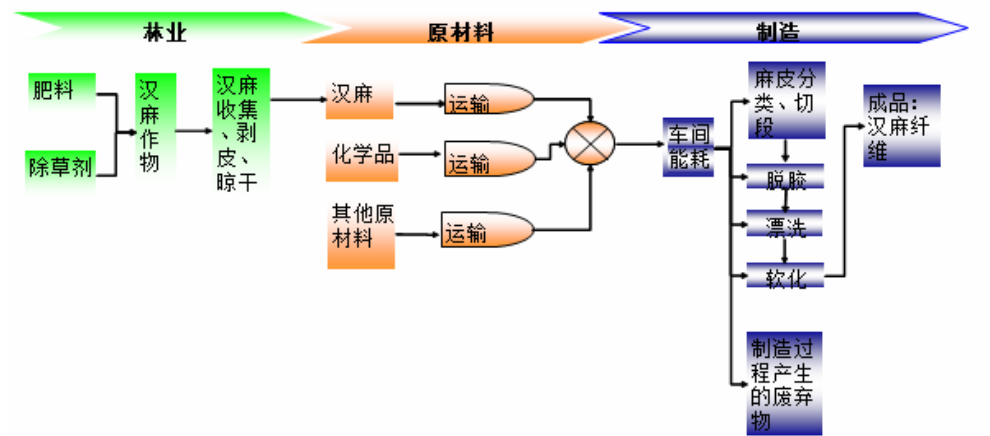 林业
原材料
制造
肥料
除草剂
汉
麻
作
物
汉麻
收集
、剥
皮、
晾干
汉麻
运输
化学品
运输
其他原
材料
运输
车间
能耗
麻皮分
类、切
段
脱胶
漂洗
软化
制造过
程产生
的废弃
物
成品：
汉麻纤
维